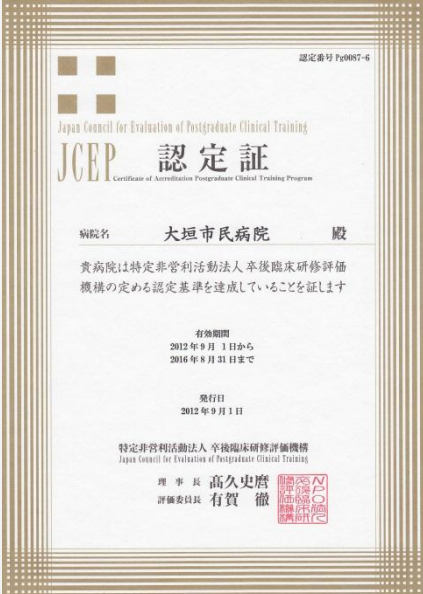 認定番号 Pg0087-6
Japan Council for Evaluation of Postgraduate Clinical Training
JCEP 認定証
Certificate of Accreditation Postgraduate Clinical Training Program
病院名 大垣市民病院 殿
貴病院は特定非営利活動法人 卒後臨床研修評価
機構の定める認定基準を達成していることを証します
有効期間
2012年9月 1日から
2016年8月31日まで
発行日
2012年9月1日
特定非営利活動法人 卒後臨床研修評価機構
Japan Council for Evaluation of Postgraduate Clinical Training
理事長 髙久史麿
評価委員長 有賀 徹